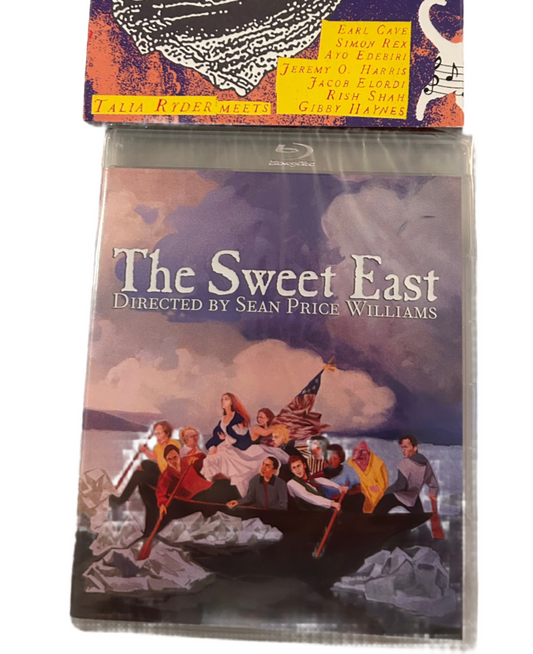 EARL CAVE
SIMON REX
AYO EDEBIRI
JEREMY O. HARRIS
JACOB ELORDI
RISH SHAH
GIBBY HAYNES
TALIA RYDER MEETS
The Sweet East
DIRECTED BY SEAN PRICE WILLIAMS